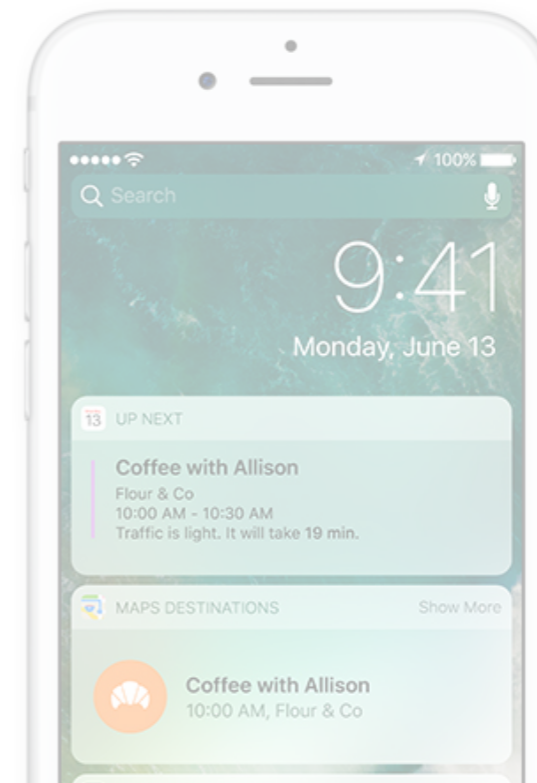 100%
Search
9:41
Monday, June 13
13 UP NEXT
Coffee with Allison
Flour & Co
10:00 AM - 10:30 AM
Traffic is light. It will take 19 min.
MAPS DESTINATIONS Show More
Coffee with Allison
10:00 AM, Flour & Co